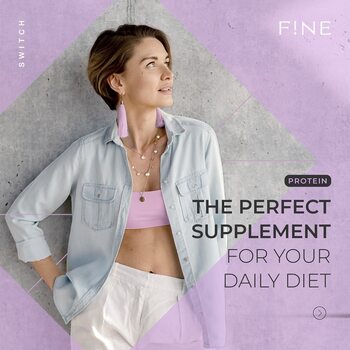 SWITCH
F!NE
PROTEIN
THE PERFECT
SUPPLEMENT
FOR YOUR
DAILY DIET